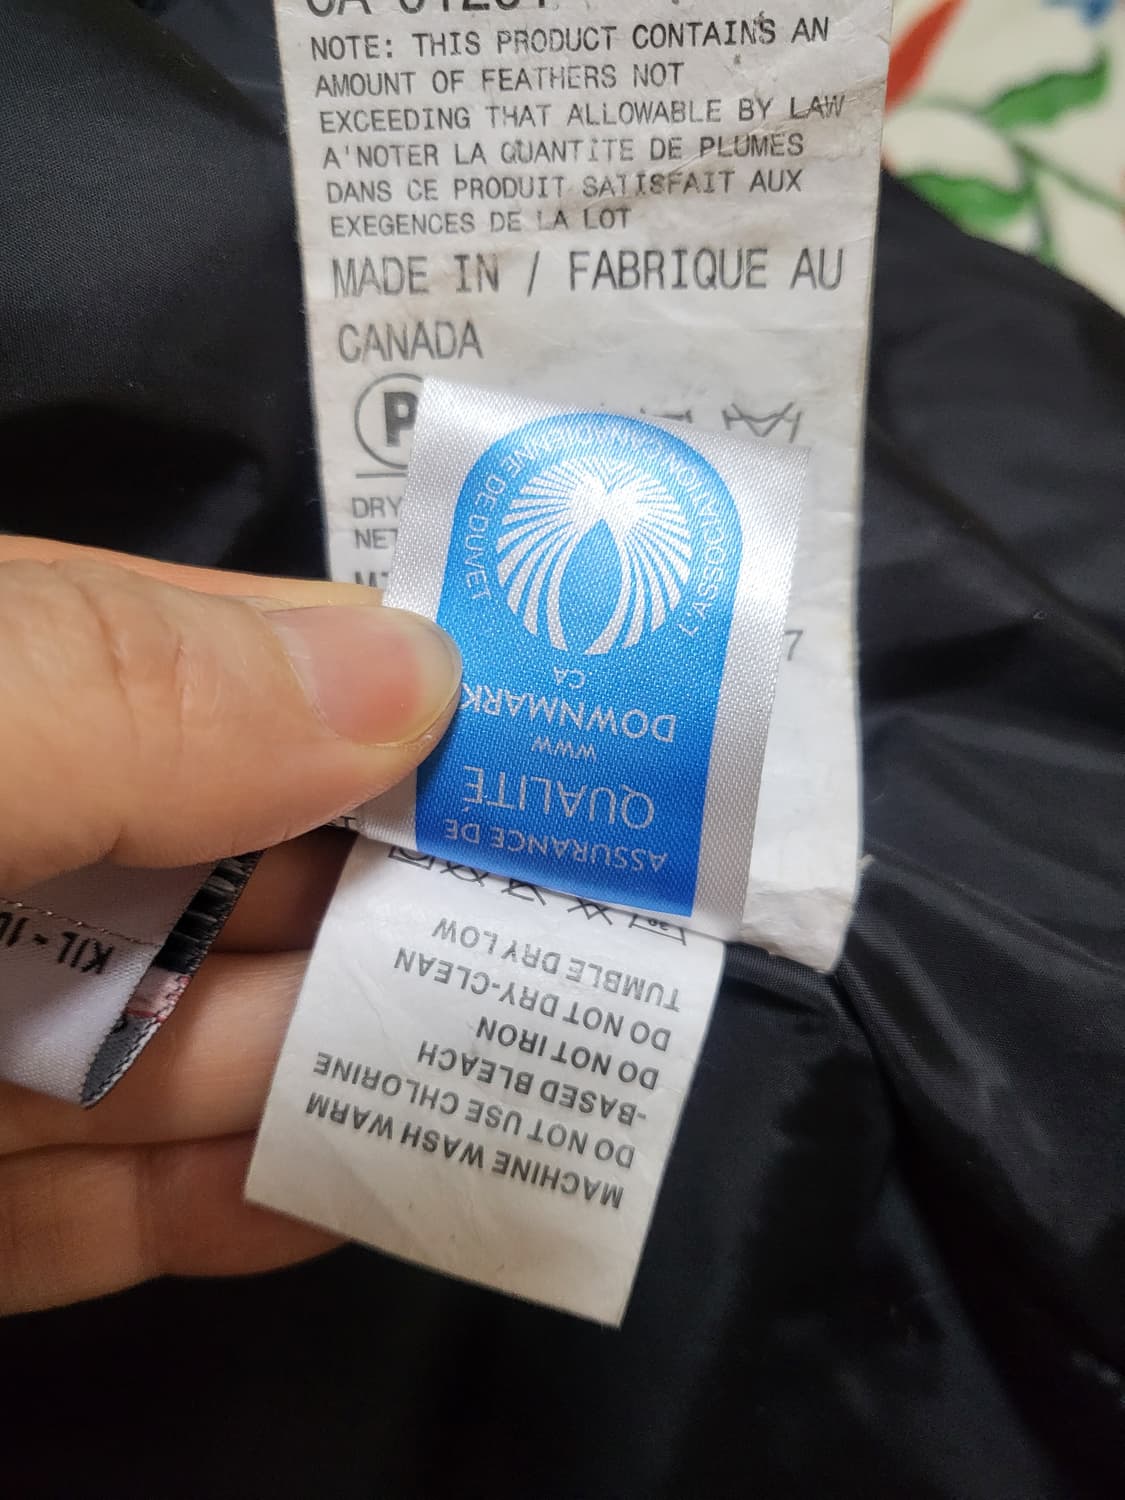 NOTE: THIS PRODUCT CONTAINS AN
AMOUNT OF FEATHERS NOT
EXCEEDING THAT ALLOWABLE BY LAW
A'NOTER LA QUANTITE DE PLUMES
DANS CE PRODUIT SATISFAIT AUX
EXEGENCES DE LA LOT
MADE IN / FABRIQUE AU
CANADA
P
DRY
7
ASSURANCE DE
QUALITÉ
WWW
DOWNMARK
CA
L'ASSOCIATION CANADIENNE DE DUVET
MACHINE WASH WARM
DO NOT USE CHLORINE
-BASED BLEACH
DO NOT IRON
DO NOT DRY-CLEAN
TUMBLE DRY LOW
30